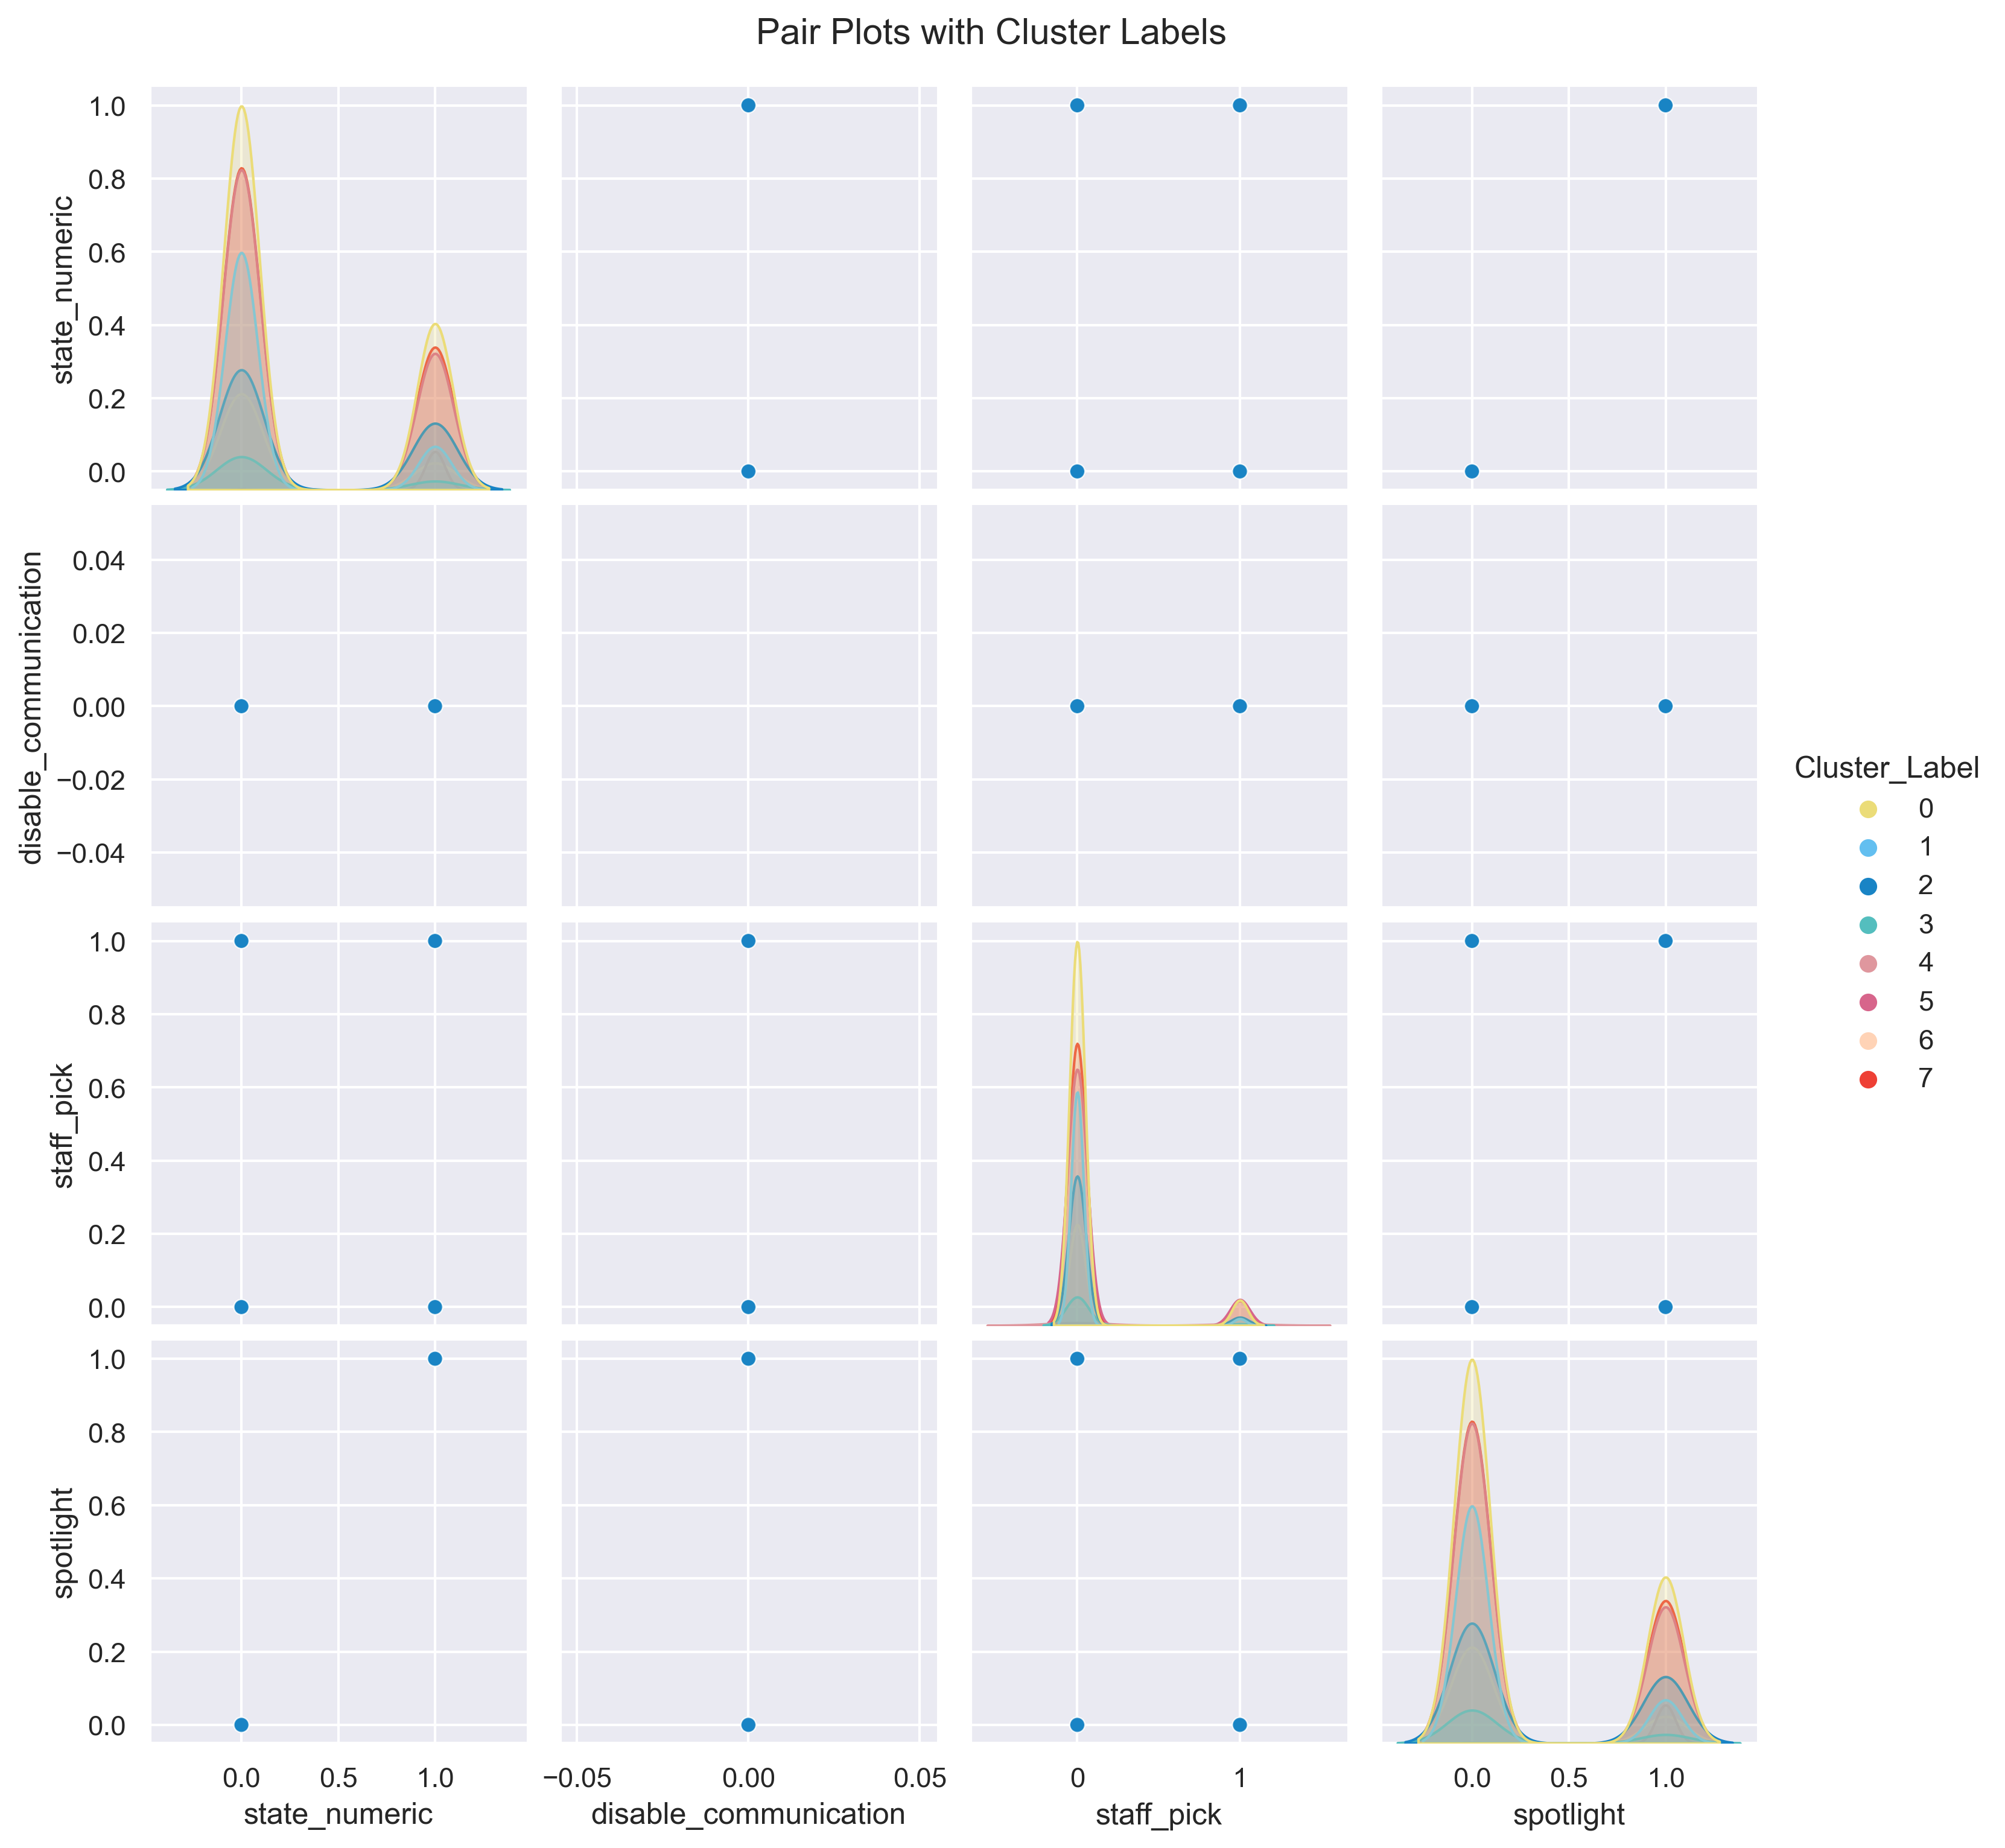 Pair Plots with Cluster Labels
1.0
0.8
0.6
0.4
0.2
0.0
state_numeric
0.04
0.02
0.00
−0.02
−0.04
disable_communication
1.0
0.8
0.6
0.4
0.2
0.0
staff_pick
1.0
0.8
0.6
0.4
0.2
0.0
spotlight
0.0 0.5 1.0
state_numeric
−0.05 0.00 0.05
disable_communication
0 1
staff_pick
0.0 0.5 1.0
spotlight
Cluster_Label
0
1
2
3
4
5
6
7